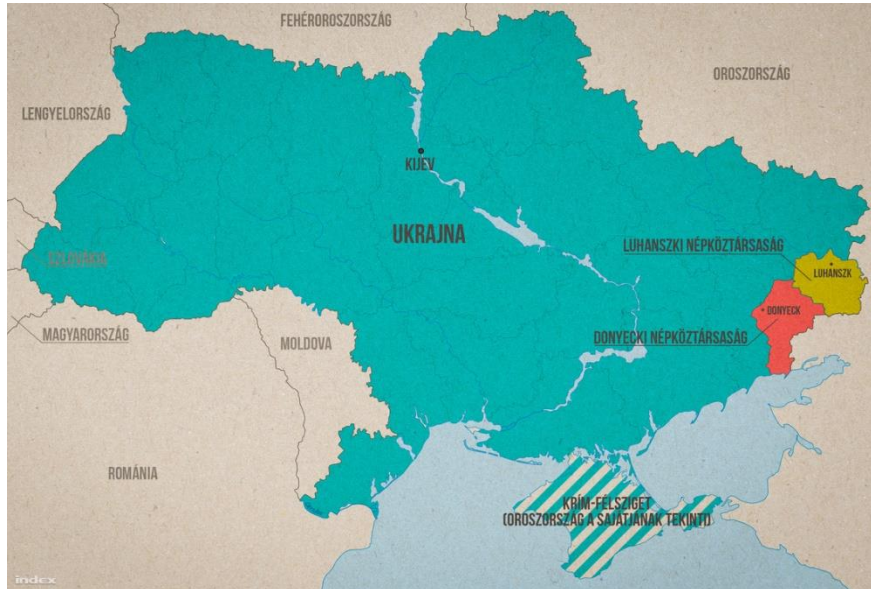 FEHÉROROSZORSZÁG
OROSZORSZÁG
LENGYELORSZÁG
KIJEV
UKRAJNA
LUHANSZKI NÉPKÖZTÁRSASÁG
LUHANSZK
DONYECK
MAGYARORSZÁG
DONYECKI NÉPKÖZTÁRSASÁG
MOLDOVA
ROMÁNIA
KRÍM-FÉLSZIGET
(OROSZORSZÁG A SAJÁTJÁNAK TEKINTI)
index